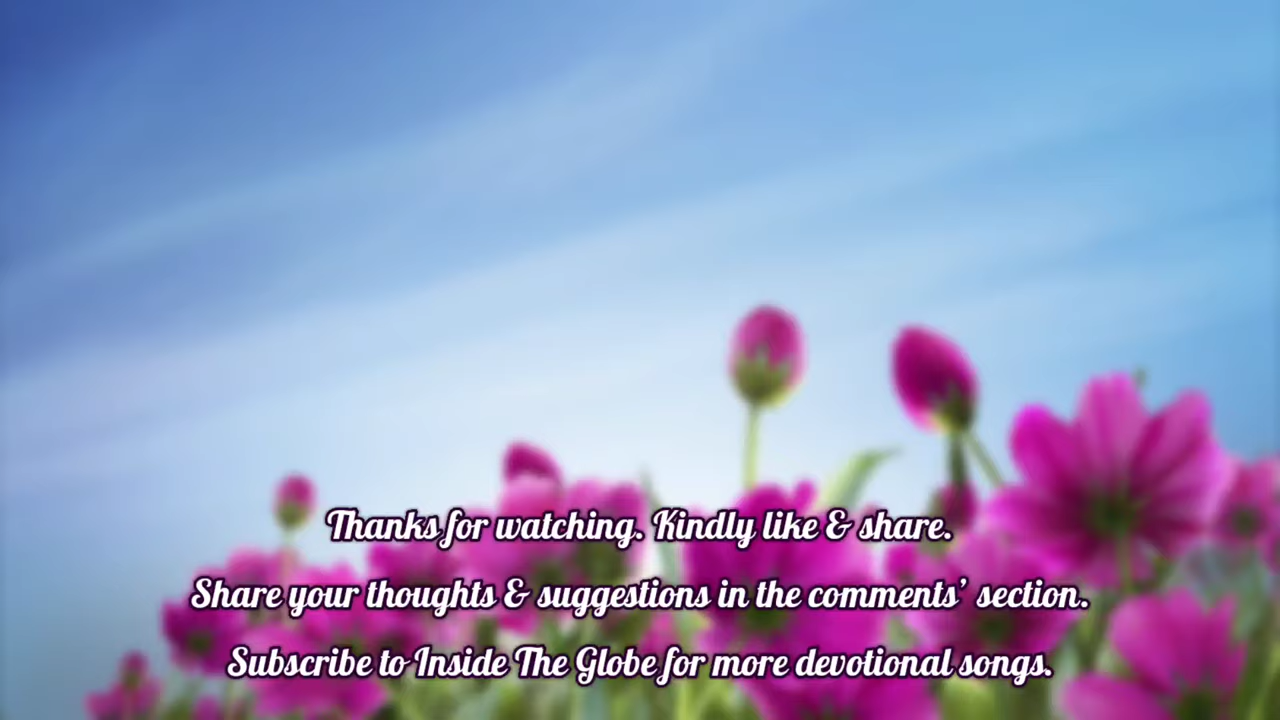 Thanks for watching. Kindly like & share.
Share your thoughts & suggestions in the comments’ section.
Subscribe to Inside The Globe for more devotional songs.